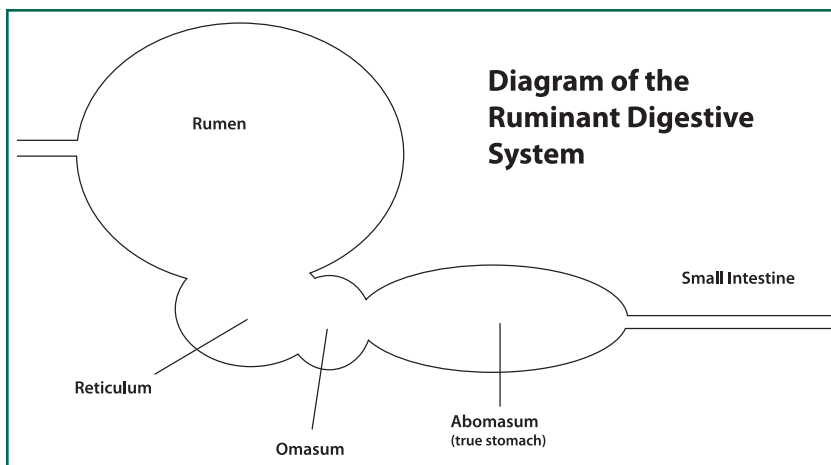 Diagram of the
Ruminant Digestive
System
Rumen
Small Intestine
Reticulum
Omasum
Abomasum
(true stomach)